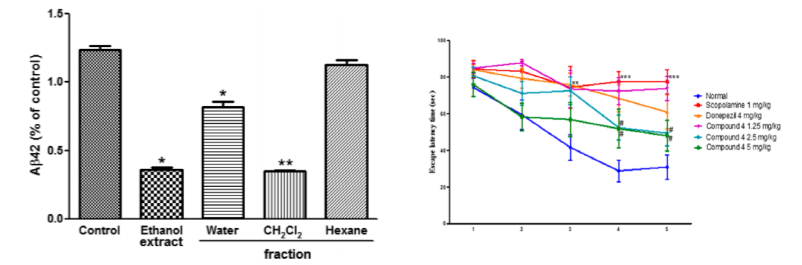 Aβ42 (% of control)
1.5
1.0
0.5
0.0
*
*
**
Control
Ethanol extract
Water
CH2Cl2
Hexane
fraction
Escape latency time (sec)
100
80
60
40
20
0
1
2
3
4
5
**
***
***
#
#
#
#
Normal
Scopolamine 1 mg/kg
Donepezil 4 mg/kg
Compound 4 1.25 mg/kg
Compound 4 2.5 mg/kg
Compound 4 5 mg/kg